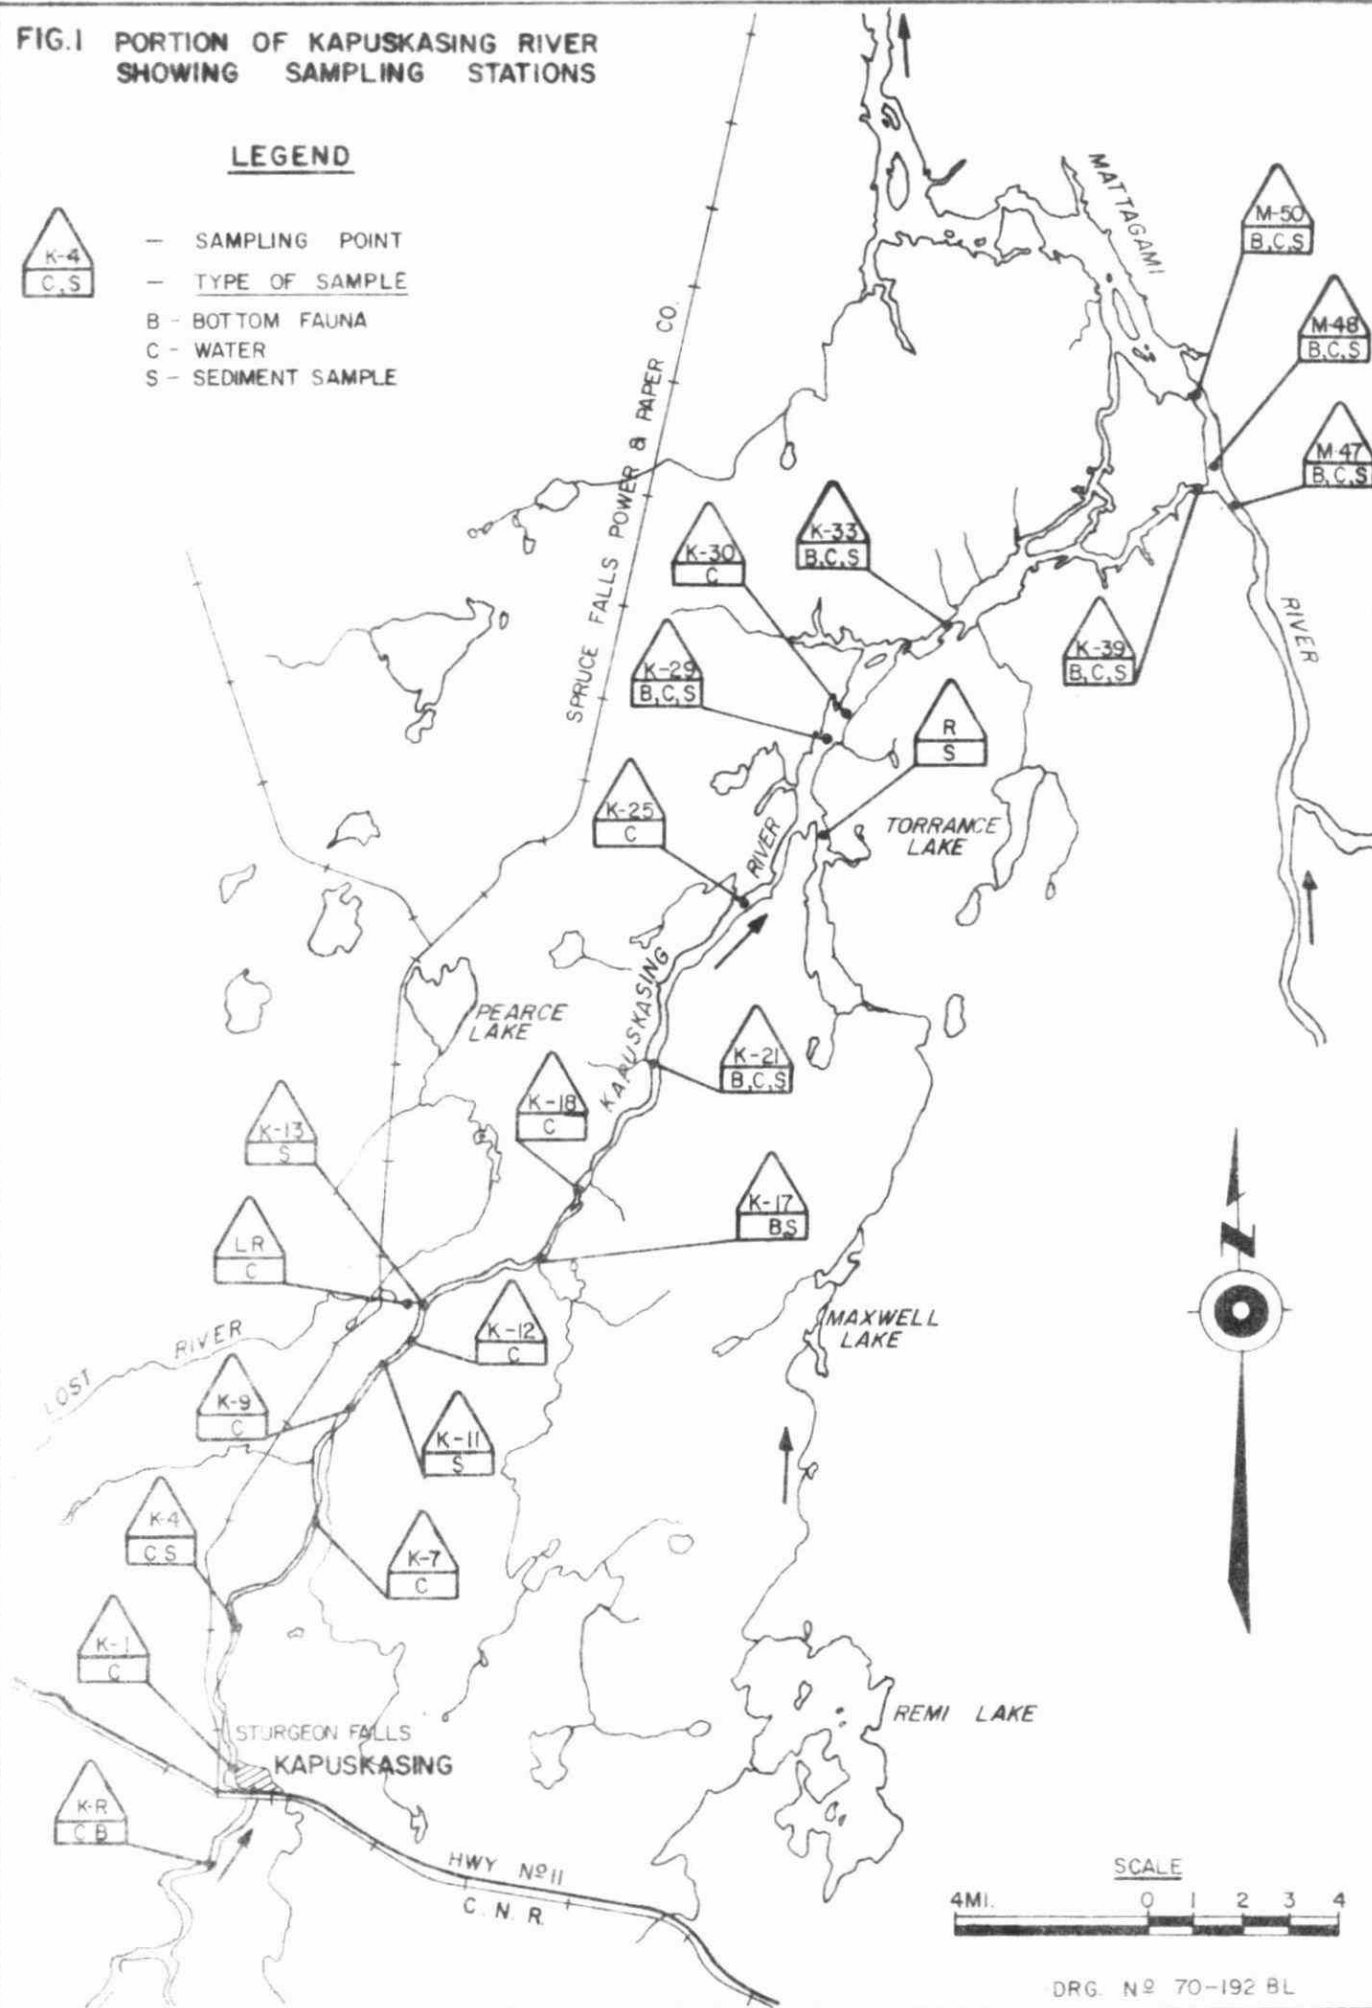 FIG.1 PORTION OF KAPUSKASING RIVER
SHOWING SAMPLING STATIONS
LEGEND
K-4
C,S
— SAMPLING POINT
— TYPE OF SAMPLE
B - BOTTOM FAUNA
C - WATER
S - SEDIMENT SAMPLE
MATTAGAMI
M-50
B,C,S
M-48
B,C,S
M-47
B,C,S
SPRUCE FALLS POWER & PAPER CO.
K-33
B,C,S
K-30
C
K-39
B,C,S
RIVER
K-29
B,C,S
R
S
K-25
C
TORRANCE
LAKE
KAPUSKASING RIVER
PEARCE
LAKE
K-21
B,C,S
K-18
C
K-13
S
K-17
BS
LR
C
K-12
C
MAXWELL
LAKE
LOST RIVER
K-9
C
K-11
S
K-4
CS
K-7
C
K-1
C
STURGEON FALLS
KAPUSKASING
REMI LAKE
K-R
CB
HWY Nº 11
C.N.R.
N
SCALE
4MI. 0 1 2 3 4
DRG. Nº 70-192 BL